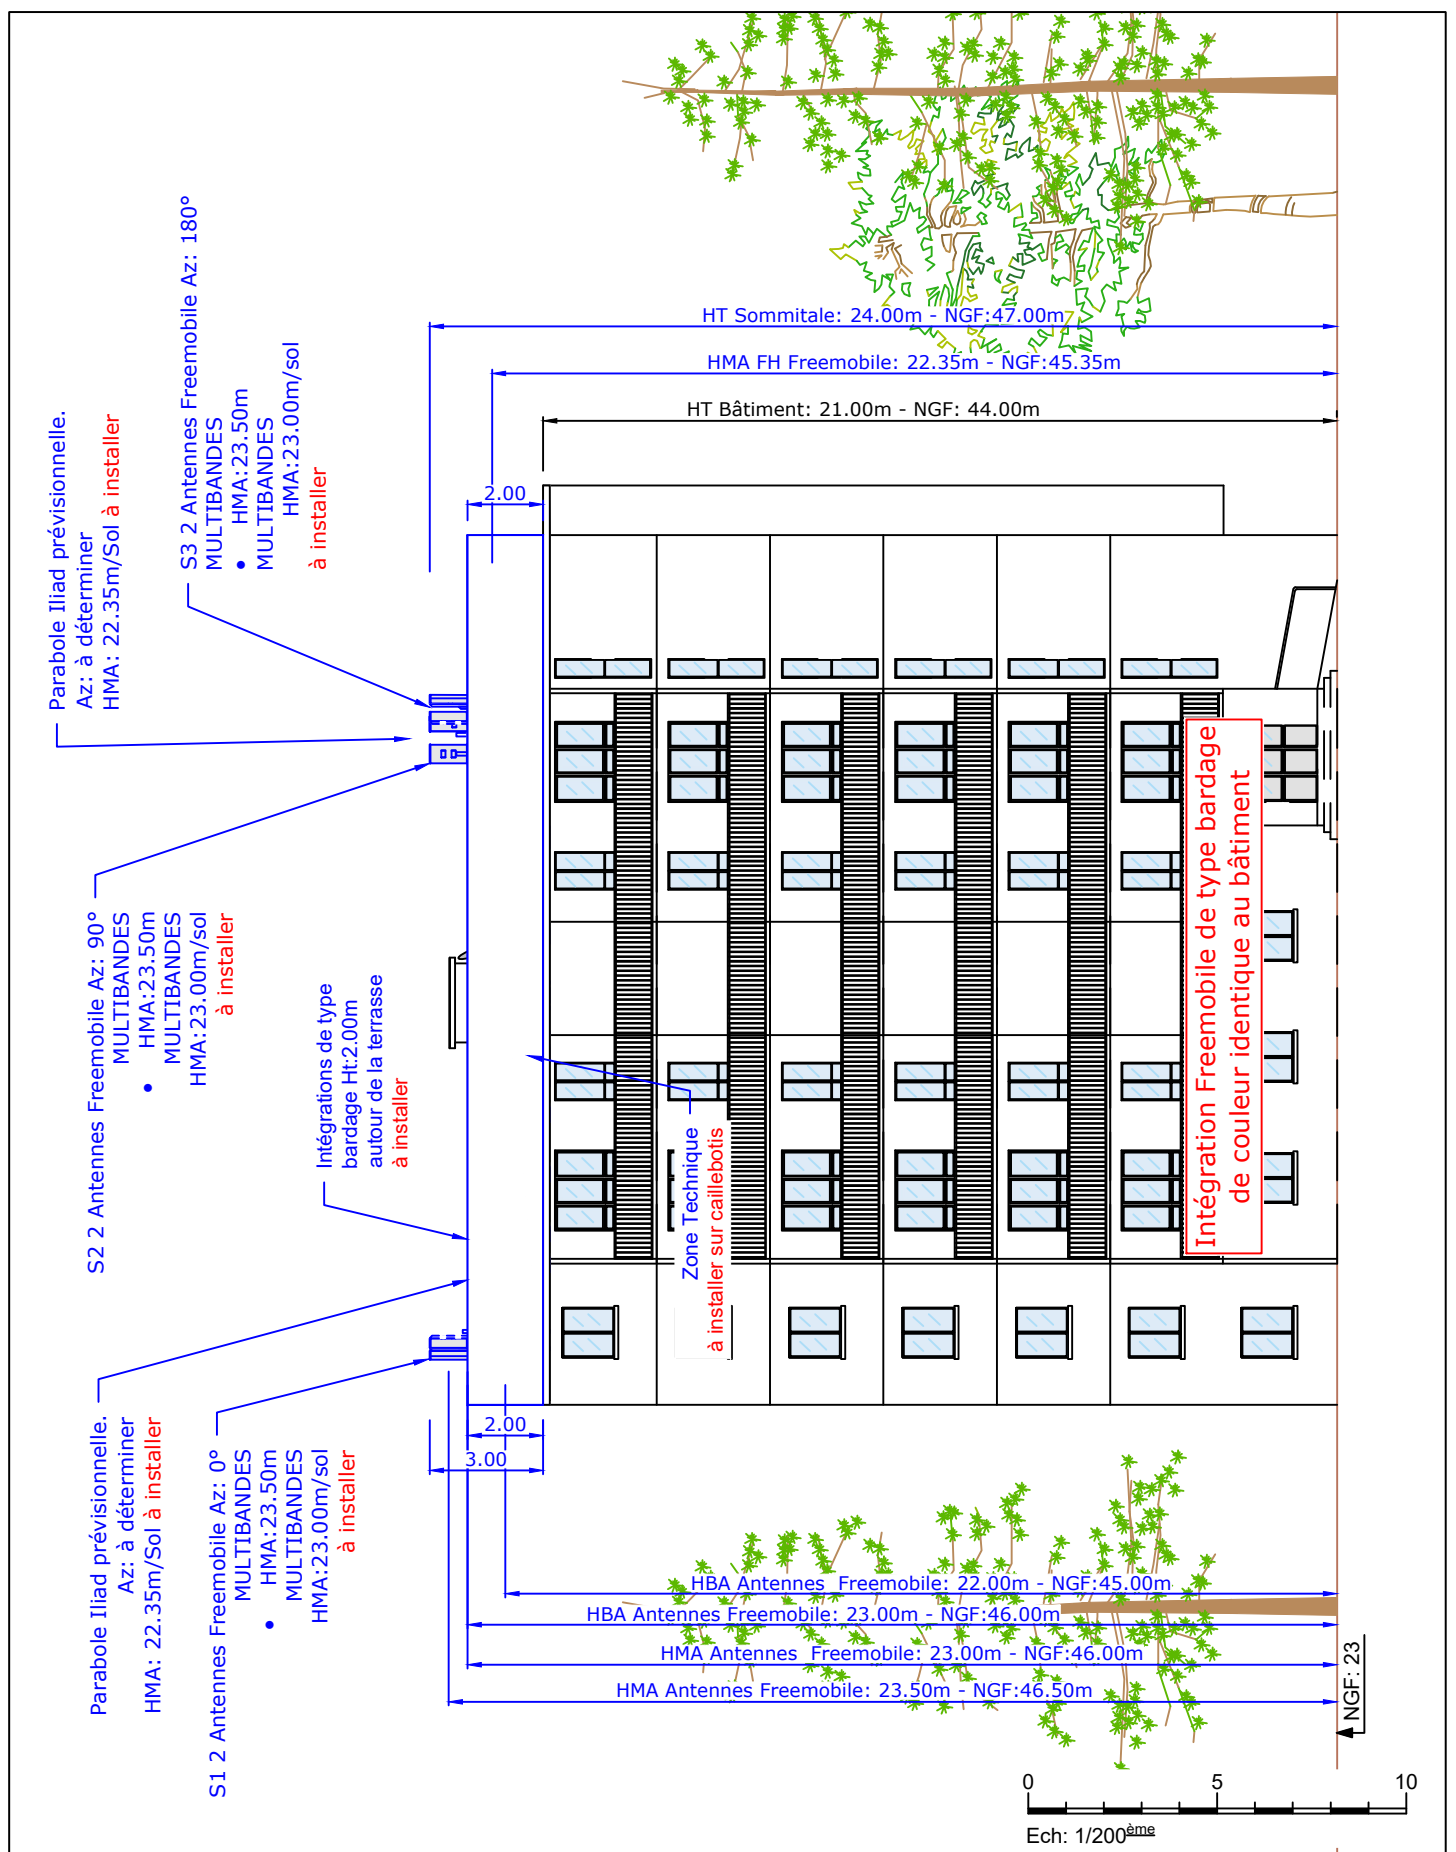 Parabole Iliad prévisionnelle.
Az: à déterminer
HMA: 22.35m/Sol à installer
S3 2 Antennes Freemobile Az: 180°
MULTIBANDES
• HMA:23.50m
MULTIBANDES
HMA:23.00m/sol
à installer
S2 2 Antennes Freemobile Az: 90°
MULTIBANDES
• HMA:23.50m
MULTIBANDES
HMA:23.00m/sol
à installer
Intégrations de type
bardage Ht:2.00m
autour de la terrasse
à installer
Parabole Iliad prévisionnelle.
Az: à déterminer
HMA: 22.35m/Sol à installer
S1 2 Antennes Freemobile Az: 0°
MULTIBANDES
• HMA:23.50m
MULTIBANDES
HMA:23.00m/sol
à installer
HT Sommitale: 24.00m - NGF:47.00m
HMA FH Freemobile: 22.35m - NGF:45.35m
HT Bâtiment: 21.00m - NGF: 44.00m
2.00
Zone Technique
à installer sur caillebotis
Intégration Freemobile de type bardage
de couleur identique au bâtiment
2.00
3.00
HBA Antennes Freemobile: 22.00m - NGF:45.00m
HBA Antennes Freemobile: 23.00m - NGF:46.00m
HMA Antennes Freemobile: 23.00m - NGF:46.00m
HMA Antennes Freemobile: 23.50m - NGF:46.50m
NGF: 23
0 5 10
Ech: 1/200ème